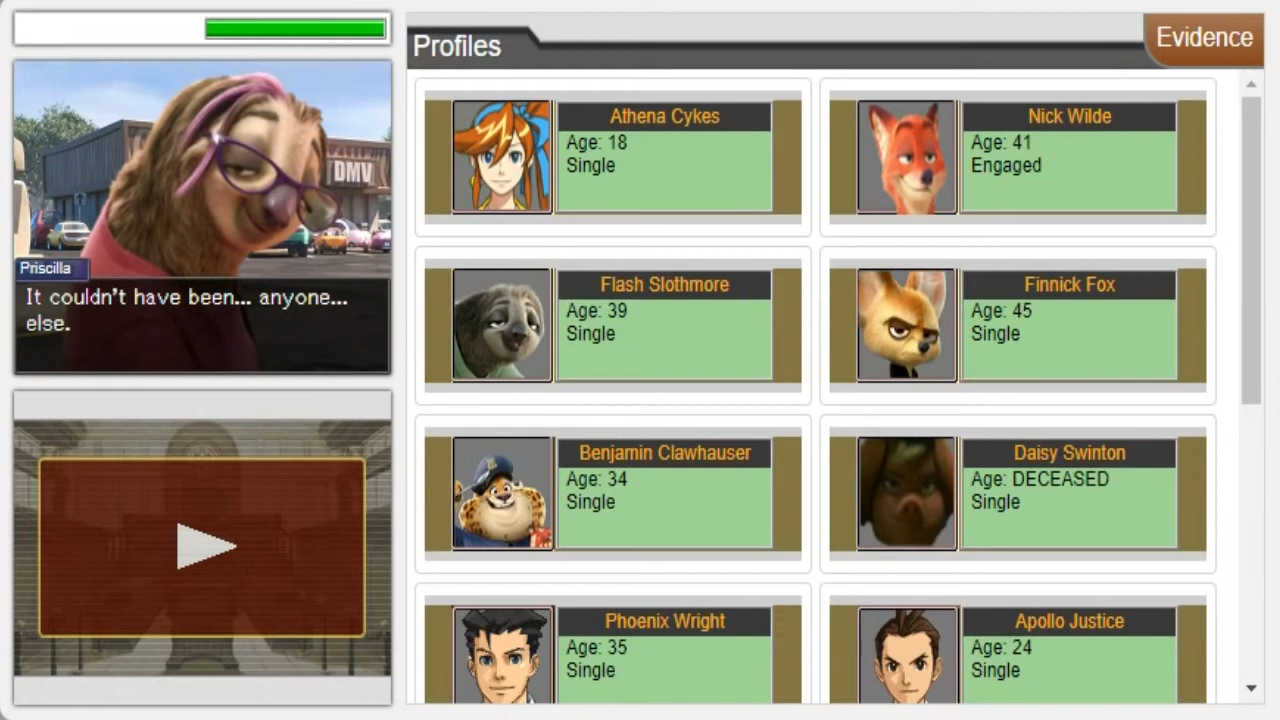 Profiles
Evidence
DMV
Priscilla
It couldn't have been... anyone...
else.
Athena Cykes
Age: 18
Single
Nick Wilde
Age: 41
Engaged
Flash Slothmore
Age: 39
Single
Finnick Fox
Age: 45
Single
Benjamin Clawhauser
Age: 34
Single
Daisy Swinton
Age: DECEASED
Single
Phoenix Wright
Age: 35
Single
Apollo Justice
Age: 24
Single